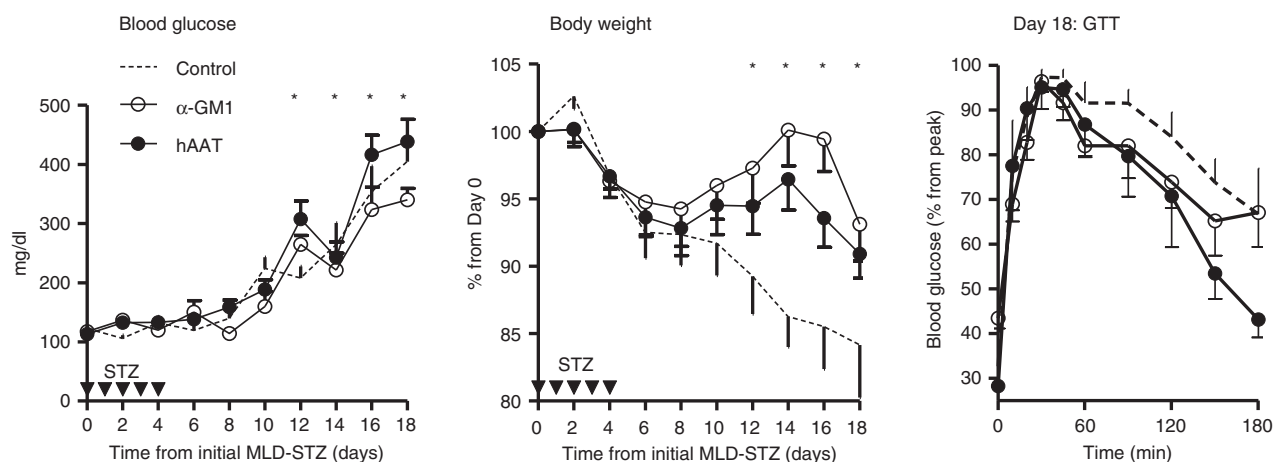 Blood glucose
Control
α-GM1
hAAT
* * * *
500
400
300
200
100
0
mg/dl
STZ
0 2 4 6 8 10 12 14 16 18
Time from initial MLD-STZ (days)
Body weight
* * * *
105
100
95
90
85
80
% from Day 0
STZ
0 2 4 6 8 10 12 14 16 18
Time from initial MLD-STZ (days)
Day 18: GTT
100
90
80
70
60
50
40
30
Blood glucose (% from peak)
0 60 120 180
Time (min)